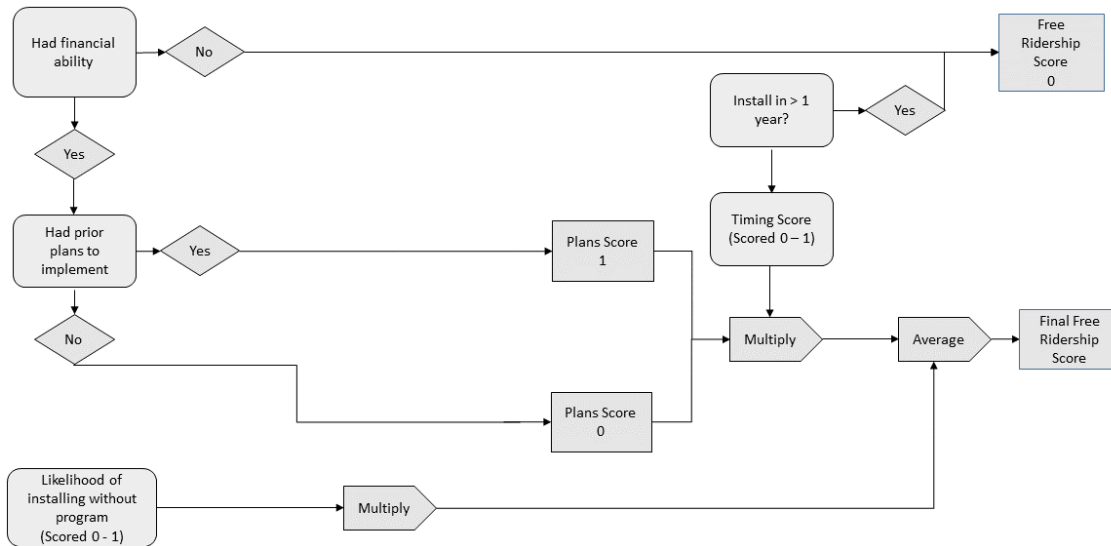 Had financial
ability
No
Free
Ridership
Score
0
Install in > 1
year?
Yes
Yes
Had prior
plans to
implement
Yes
Plans Score
1
Timing Score
(Scored 0 – 1)
No
Multiply
Average
Final Free
Ridership
Score
Plans Score
0
Likelihood of
installing without
program
(Scored 0 - 1)
Multiply